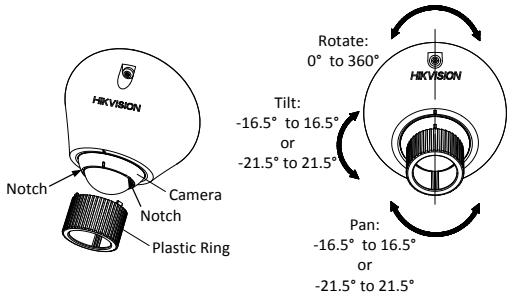 HIKVISION
Notch
Camera
Notch
Plastic Ring
Rotate:
0° to 360°
HIKVISION
Tilt:
-16.5° to 16.5°
or
-21.5° to 21.5°
Pan:
-16.5° to 16.5°
or
-21.5° to 21.5°